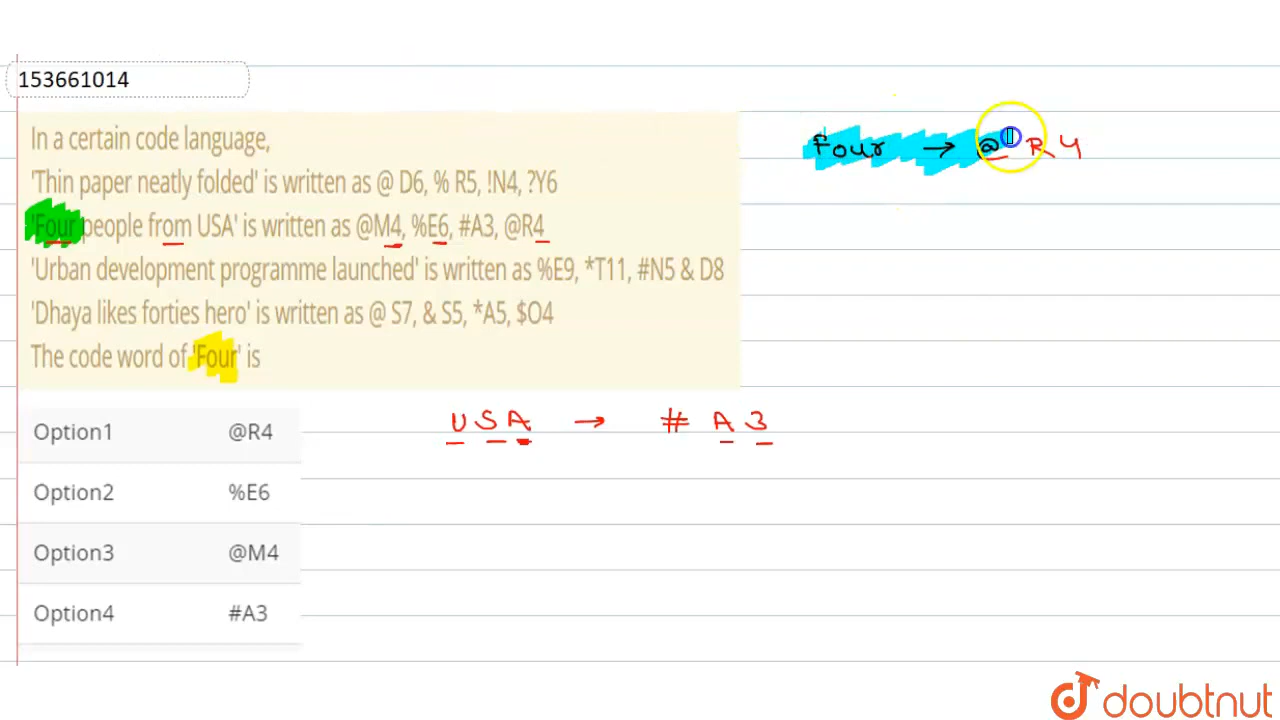 153661014
Four → @ R 4
In a certain code language,
'Thin paper neatly folded' is written as @ D6, % R5, !N4, ?Y6
'Four people from USA' is written as @M4, %E6, #A3, @R4
'Urban development programme launched' is written as %E9, *T11, #N5 & D8
'Dhaya likes forties hero' is written as @ S7, & S5, *A5, $O4
The code word of 'Four' is
USA → # A 3
Option1 @R4
Option2 %E6
Option3 @M4
Option4 #A3
doubtnut